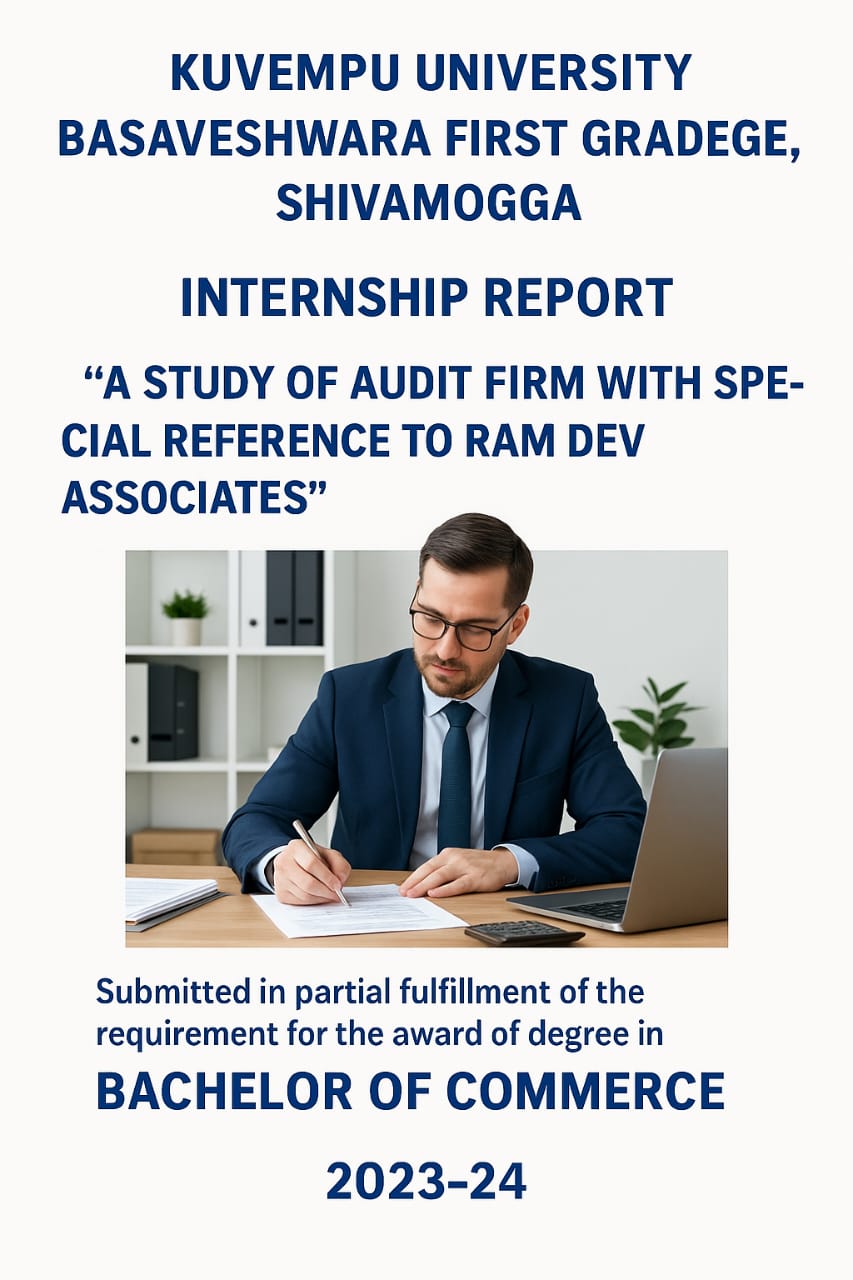 KUVEMPU UNIVERSITY
BASAVESHWARA FIRST GRADEGE,
SHIVAMOGGA
INTERNSHIP REPORT
“A STUDY OF AUDIT FIRM WITH SPE-
CIAL REFERENCE TO RAM DEV
ASSOCIATES”
Submitted in partial fulfillment of the
requirement for the award of degree in
BACHELOR OF COMMERCE
2023–24